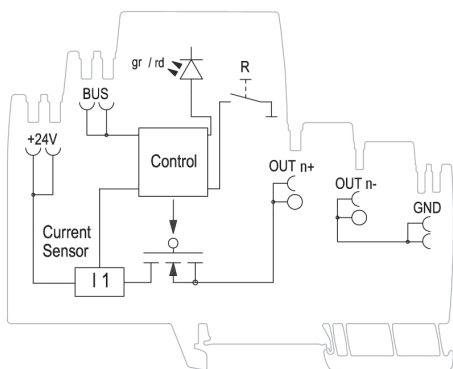 gr / rd
R
BUS
+24V
Control
OUT n+
OUT n-
GND
Current
Sensor
I 1